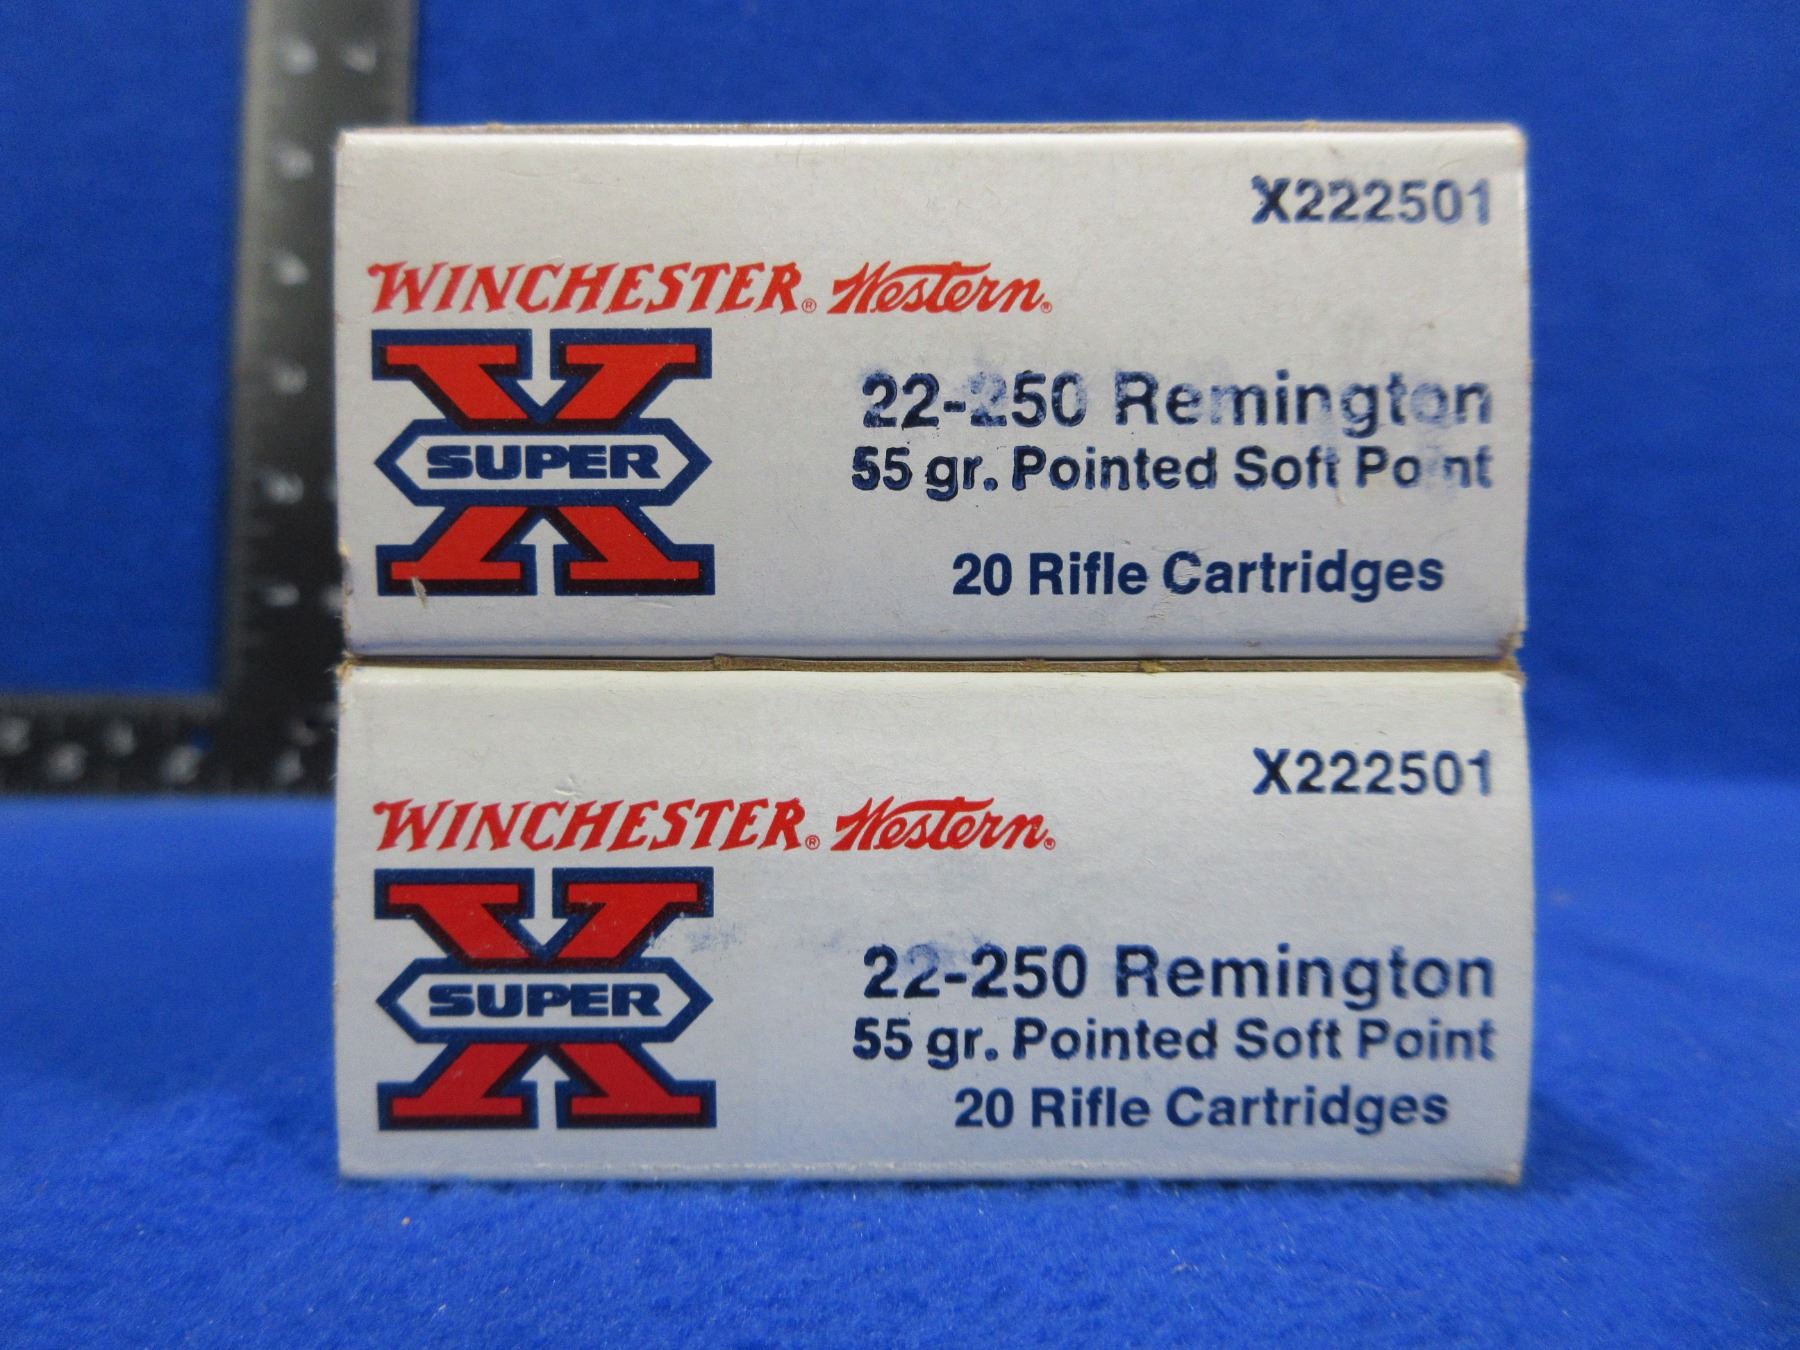 X222501
WINCHESTER® Western®
SUPER X
22-250 Remington
55 gr. Pointed Soft Point
20 Rifle Cartridges
X222501
WINCHESTER® Western®
SUPER X
22-250 Remington
55 gr. Pointed Soft Point
20 Rifle Cartridges